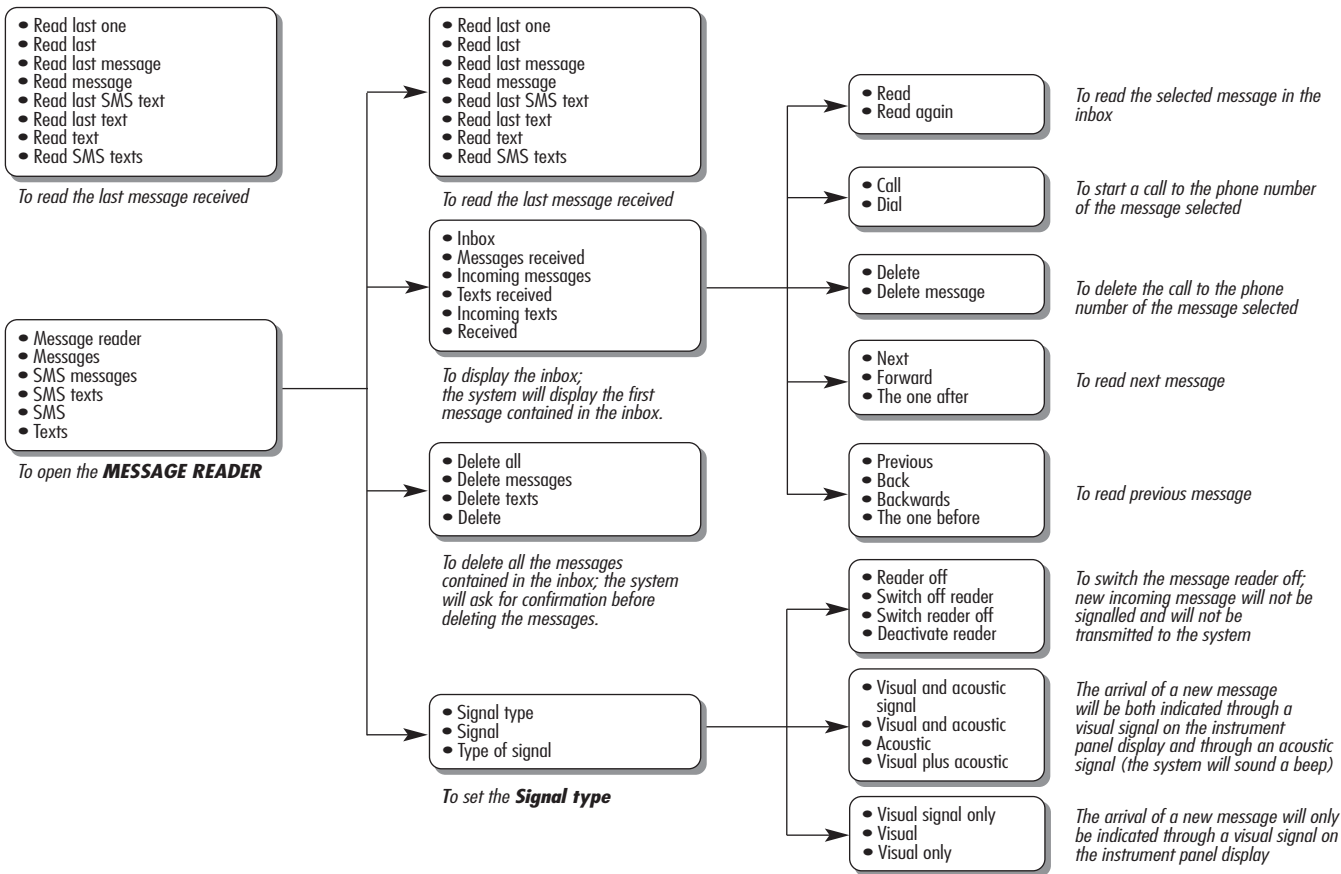 • Read last one
• Read last
• Read last message
• Read message
• Read last SMS text
• Read last text
• Read text
• Read SMS texts
To read the last message received
• Message reader
• Messages
• SMS messages
• SMS texts
• SMS
• Texts
To open the MESSAGE READER
• Read last one
• Read last
• Read last message
• Read message
• Read last SMS text
• Read last text
• Read text
• Read SMS texts
To read the last message received
• Inbox
• Messages received
• Incoming messages
• Texts received
• Incoming texts
• Received
To display the inbox;
the system will display the first
message contained in the inbox.
• Delete all
• Delete messages
• Delete texts
• Delete
To delete all the messages
contained in the inbox; the system
will ask for confirmation before
deleting the messages.
• Signal type
• Signal
• Type of signal
To set the Signal type
• Read
• Read again
To read the selected message in the
inbox
• Call
• Dial
To start a call to the phone number
of the message selected
• Delete
• Delete message
To delete the call to the phone
number of the message selected
• Next
• Forward
• The one after
To read next message
• Previous
• Back
• Backwards
• The one before
To read previous message
• Reader off
• Switch off reader
• Switch reader off
• Deactivate reader
To switch the message reader off;
new incoming message will not be
signalled and will not be
transmitted to the system
• Visual and acoustic
signal
• Visual and acoustic
• Acoustic
• Visual plus acoustic
The arrival of a new message
will be both indicated through a
visual signal on the instrument
panel display and through an acoustic
signal (the system will sound a beep)
• Visual signal only
• Visual
• Visual only
The arrival of a new message will only
be indicated through a visual signal on
the instrument panel display